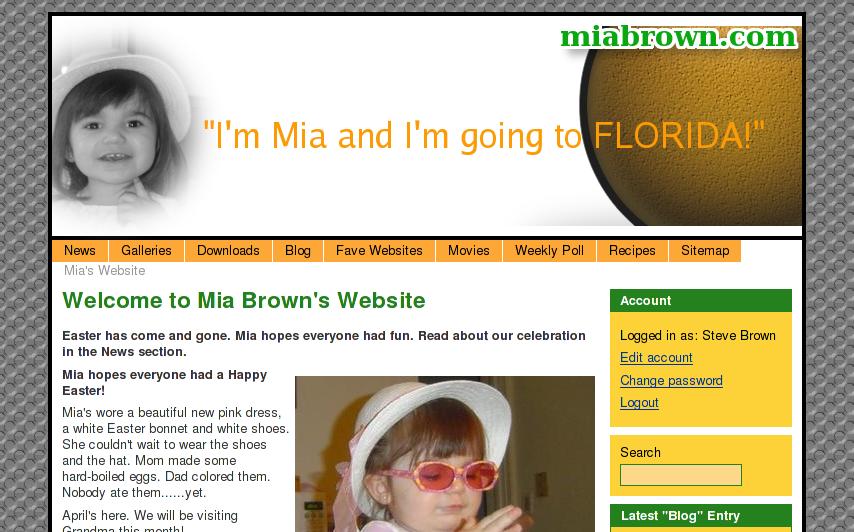 miabrown.com
"I'm Mia and I'm going to FLORIDA!"
News Galleries Downloads Blog Fave Websites Movies Weekly Poll Recipes Sitemap
Mia's Website
Welcome to Mia Brown's Website
Easter has come and gone. Mia hopes everyone had fun. Read about our celebration
in the News section.
Mia hopes everyone had a Happy
Easter!
Mia's wore a beautiful new pink dress,
a white Easter bonnet and white shoes.
She couldn't wait to wear the shoes
and the hat. Mom made some
hard-boiled eggs. Dad colored them.
Nobody ate them......yet.
April's here. We will be visiting
Grandma this month!
Account
Logged in as: Steve Brown
Edit account
Change password
Logout
Search
Latest "Blog" Entry